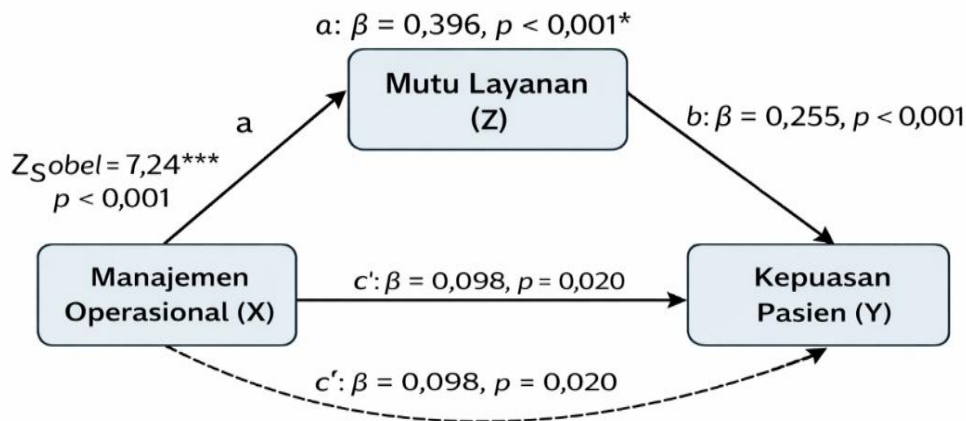 a: β = 0,396, p < 0,001*
Mutu Layanan
(Z)
a
b: β = 0,255, p < 0,001
ZSobel = 7,24***
p < 0,001
Manajemen
Operasional (X)
c': β = 0,098, p = 0,020
Kepuasan
Pasien (Y)
c': β = 0,098, p = 0,020